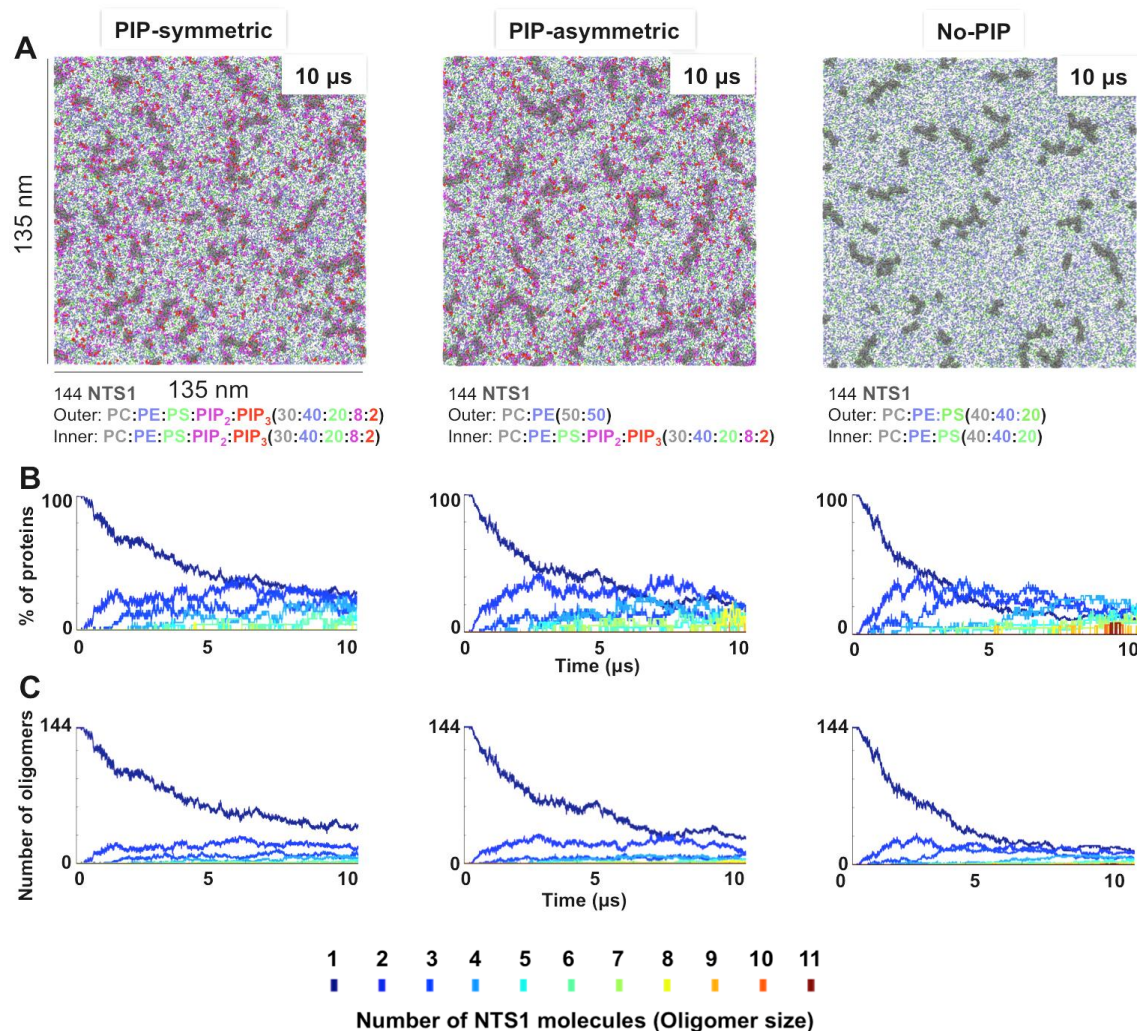 PIP-symmetric PIP-asymmetric No-PIP
A
10 µs 10 µs 10 µs
135 nm
135 nm
144 NTS1 144 NTS1 144 NTS1
Outer: PC:PE:PS:PIP2:PIP3(30:40:20:8:2) Outer: PC:PE(50:50) Outer: PC:PE:PS(40:40:20)
Inner: PC:PE:PS:PIP2:PIP3(30:40:20:8:2) Inner: PC:PE:PS:PIP2:PIP3(30:40:20:8:2) Inner: PC:PE:PS(40:40:20)
B
% of proteins
100 100 100
0 0 0
0 5 10 0 5 10 0 5 10
Time (µs)
C
Number of oligomers
144 144 144
0 0 0
0 5 10 0 5 10 0 5 10
Time (µs)
1 2 3 4 5 6 7 8 9 10 11
Number of NTS1 molecules (Oligomer size)